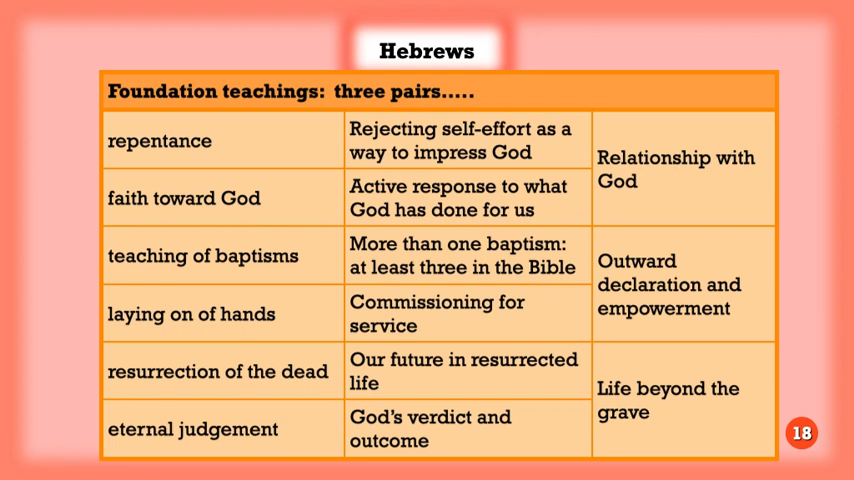 Hebrews
Foundation teachings: three pairs.....
repentance
Rejecting self-effort as a
way to impress God
Relationship with
God
faith toward God
Active response to what
God has done for us
teaching of baptisms
More than one baptism:
at least three in the Bible
Outward
declaration and
empowerment
laying on of hands
Commissioning for
service
resurrection of the dead
Our future in resurrected
life
Life beyond the
grave
eternal judgement
God's verdict and
outcome
18